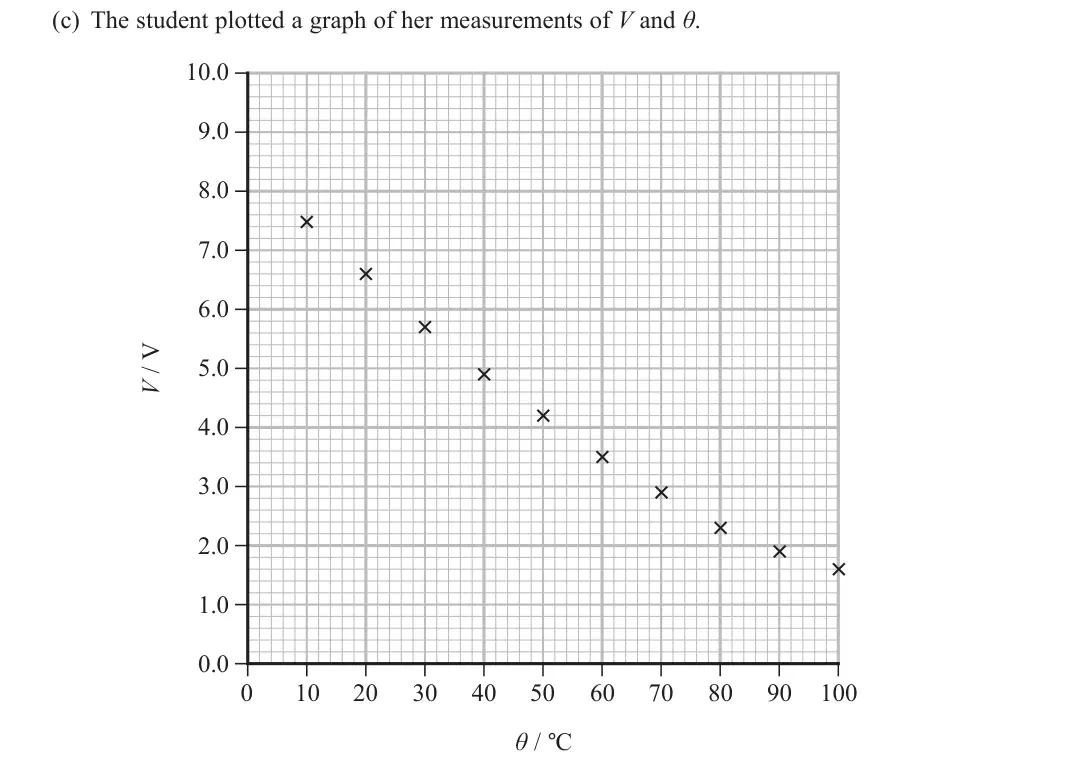 (c) The student plotted a graph of her measurements of V and θ.
10.0
9.0
8.0
7.0
6.0
5.0
4.0
3.0
2.0
1.0
0.0
V / V
0 10 20 30 40 50 60 70 80 90 100
θ / °C